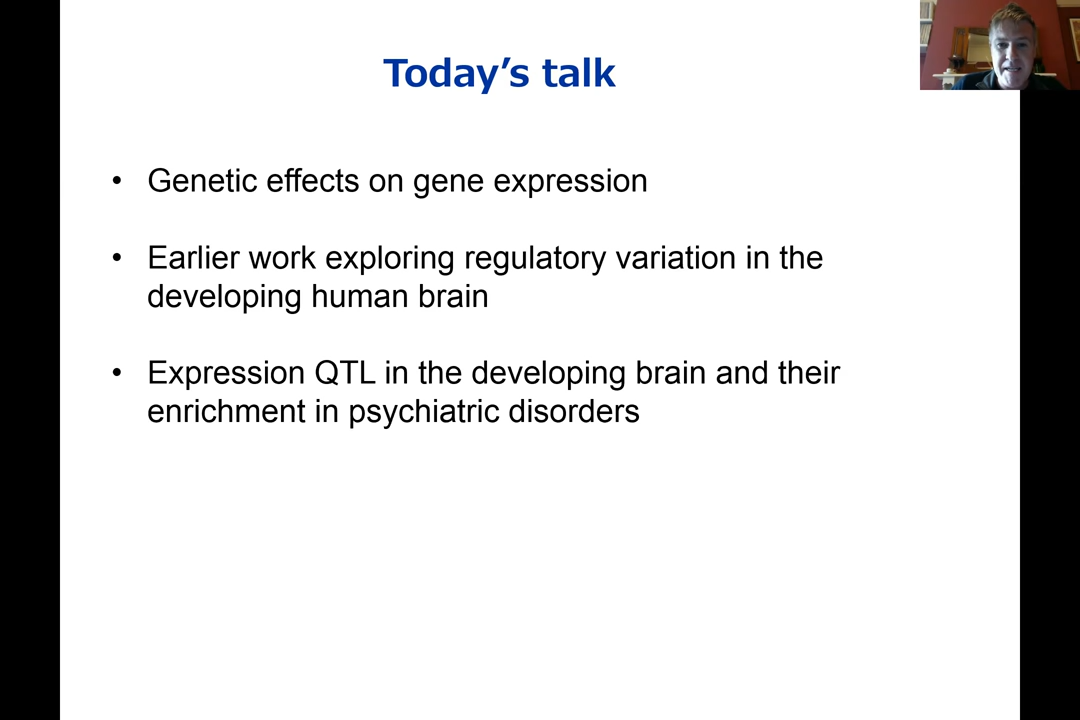 Today’s talk
• Genetic effects on gene expression
• Earlier work exploring regulatory variation in the
developing human brain
• Expression QTL in the developing brain and their
enrichment in psychiatric disorders